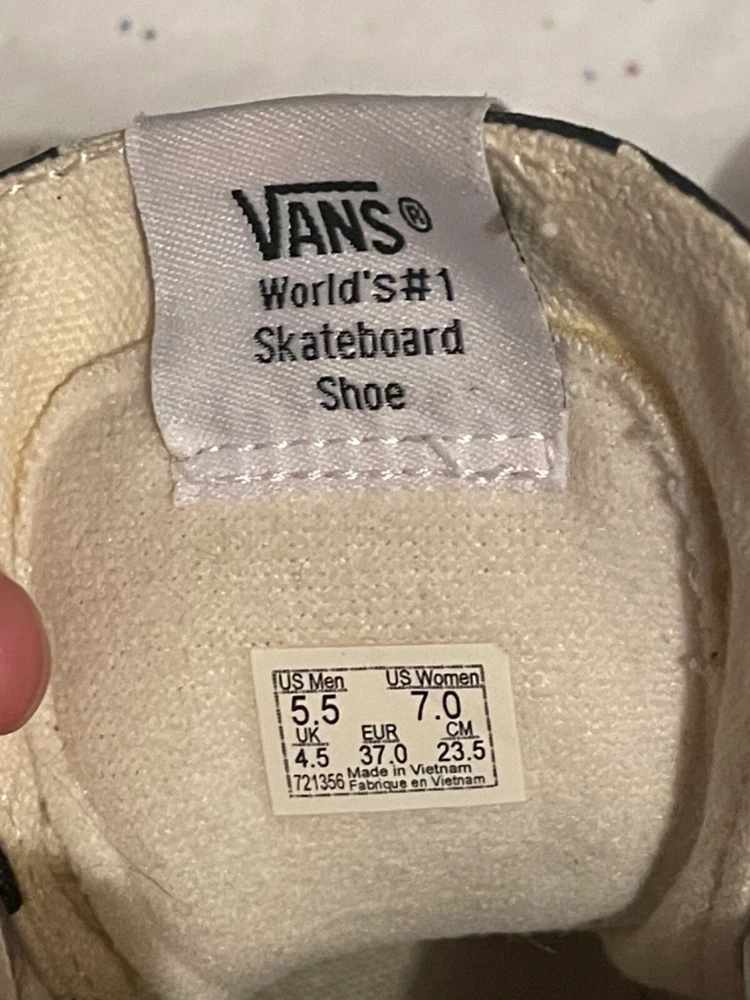 VANS®
World's#1
Skateboard
Shoe
US Men US Women
5.5 7.0
UK EUR CM
4.5 37.0 23.5
721356 Made in Vietnam
Fabrique en Vietnam